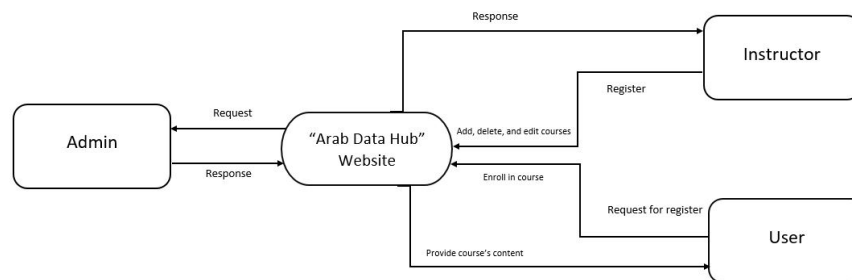 Response
Instructor
Register
Request
Admin
“Arab Data Hub”
Website
Add, delete, and edit courses
Response
Enroll in course
Request for register
User
Provide course’s content